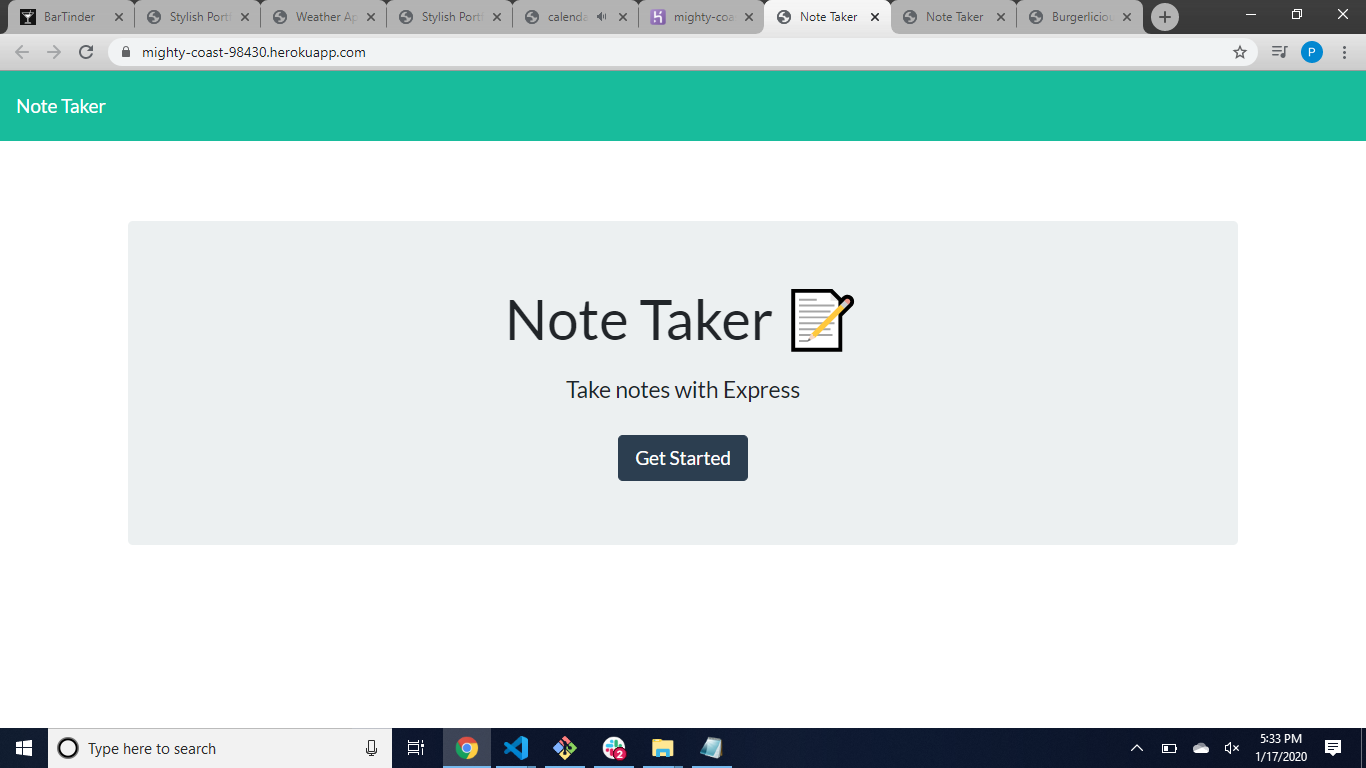 BarTinder
Stylish Portf
Weather Ap
Stylish Portf
calenda
mighty-coa
Note Taker
Note Taker
Burgerliciou
mighty-coast-98430.herokuapp.com
P
Note Taker
Note Taker
Take notes with Express
Get Started
Type here to search
2
5:33 PM
1/17/2020